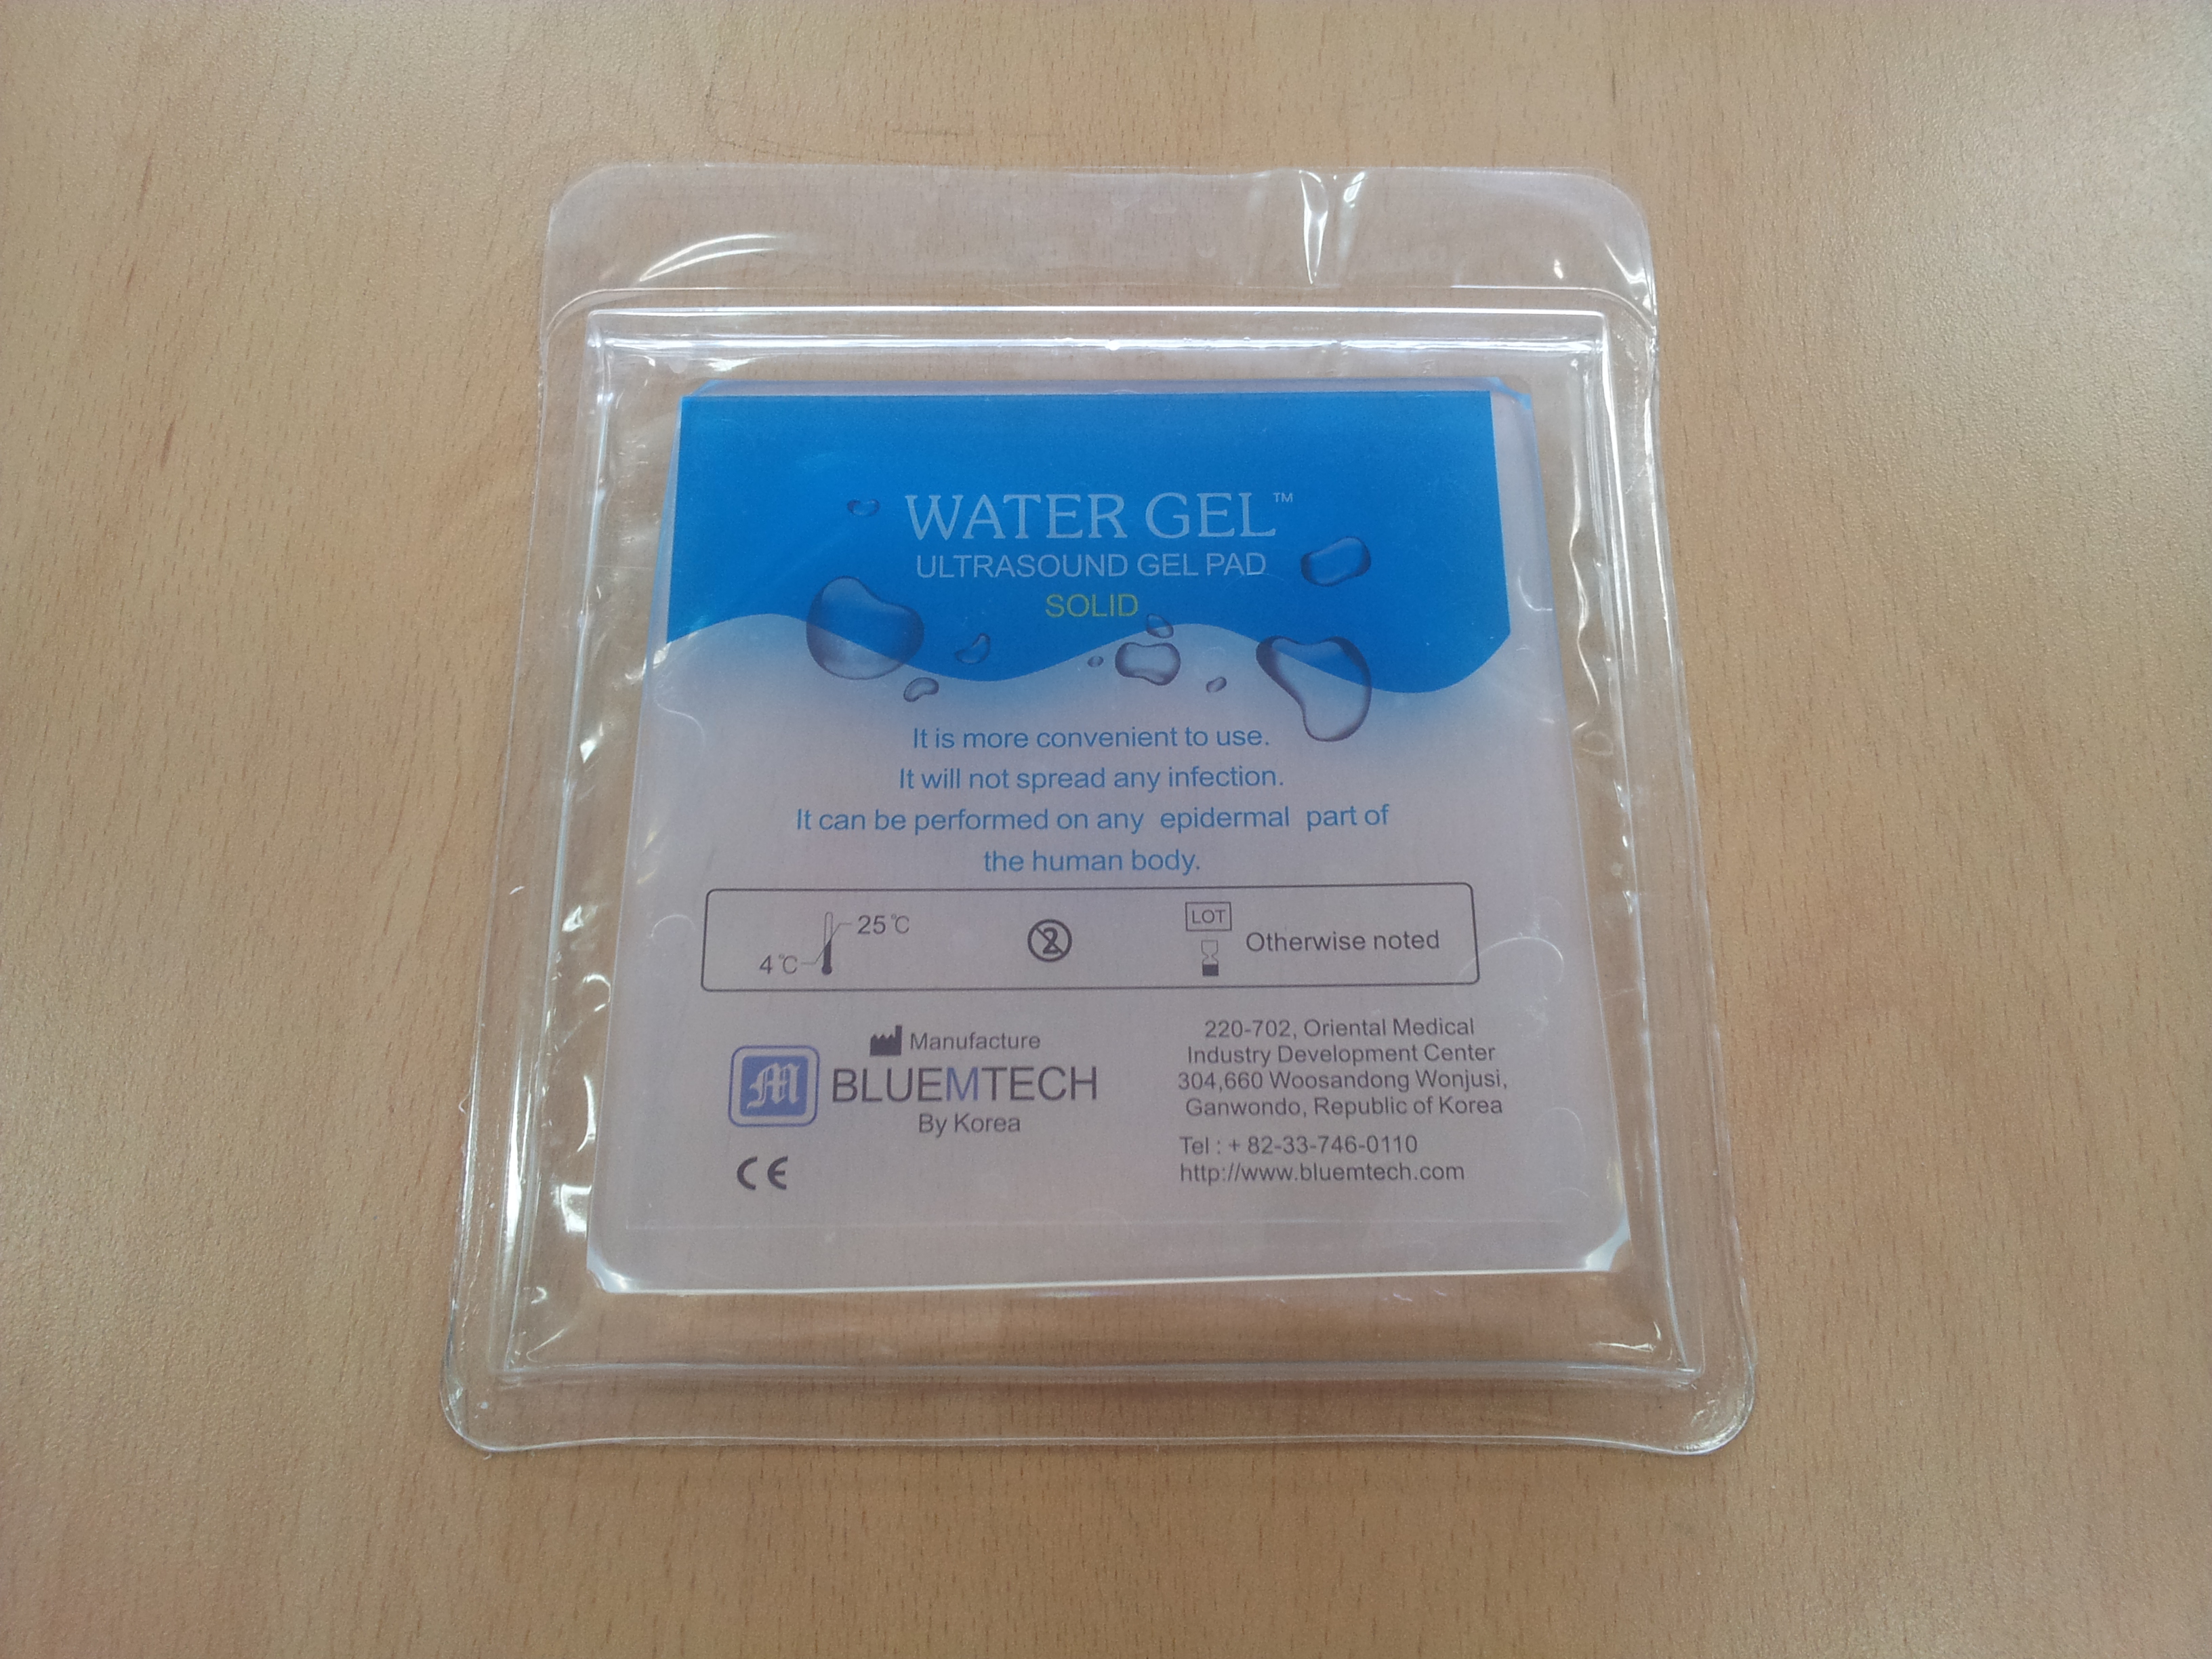 WATER GEL™
ULTRASOUND GEL PAD
SOLID
It is more convenient to use.
It will not spread any infection.
It can be performed on any epidermal part of
the human body.
25℃
4℃
2
LOT
Otherwise noted
Manufacture
M
BLUEMTECH
By Korea
CE
220-702, Oriental Medical
Industry Development Center
304,660 Woosandong Wonjusi,
Ganwondo, Republic of Korea
Tel : + 82-33-746-0110
http://www.bluemtech.com